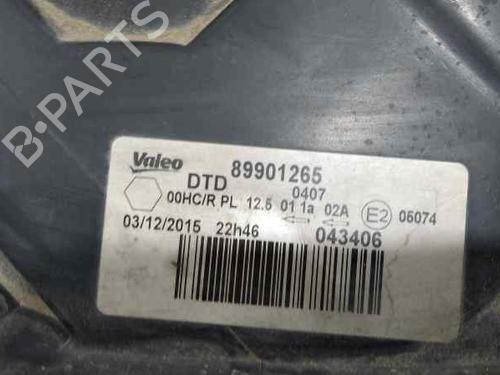 B-PARTS
Valeo 89901265
DTD 0407
00HC/R PL 12.5 01 1a 02A E2 05074
03/12/2015 22h46 043406